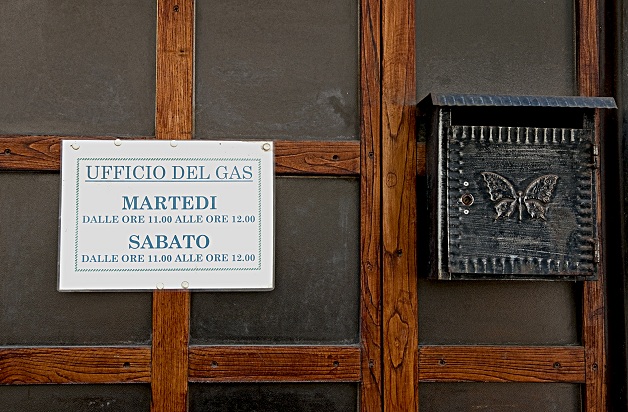 UFFICIO DEL GAS
MARTEDI
DALLE ORE 11.00 ALLE ORE 12.00
SABATO
DALLE ORE 11.00 ALLE ORE 12.00